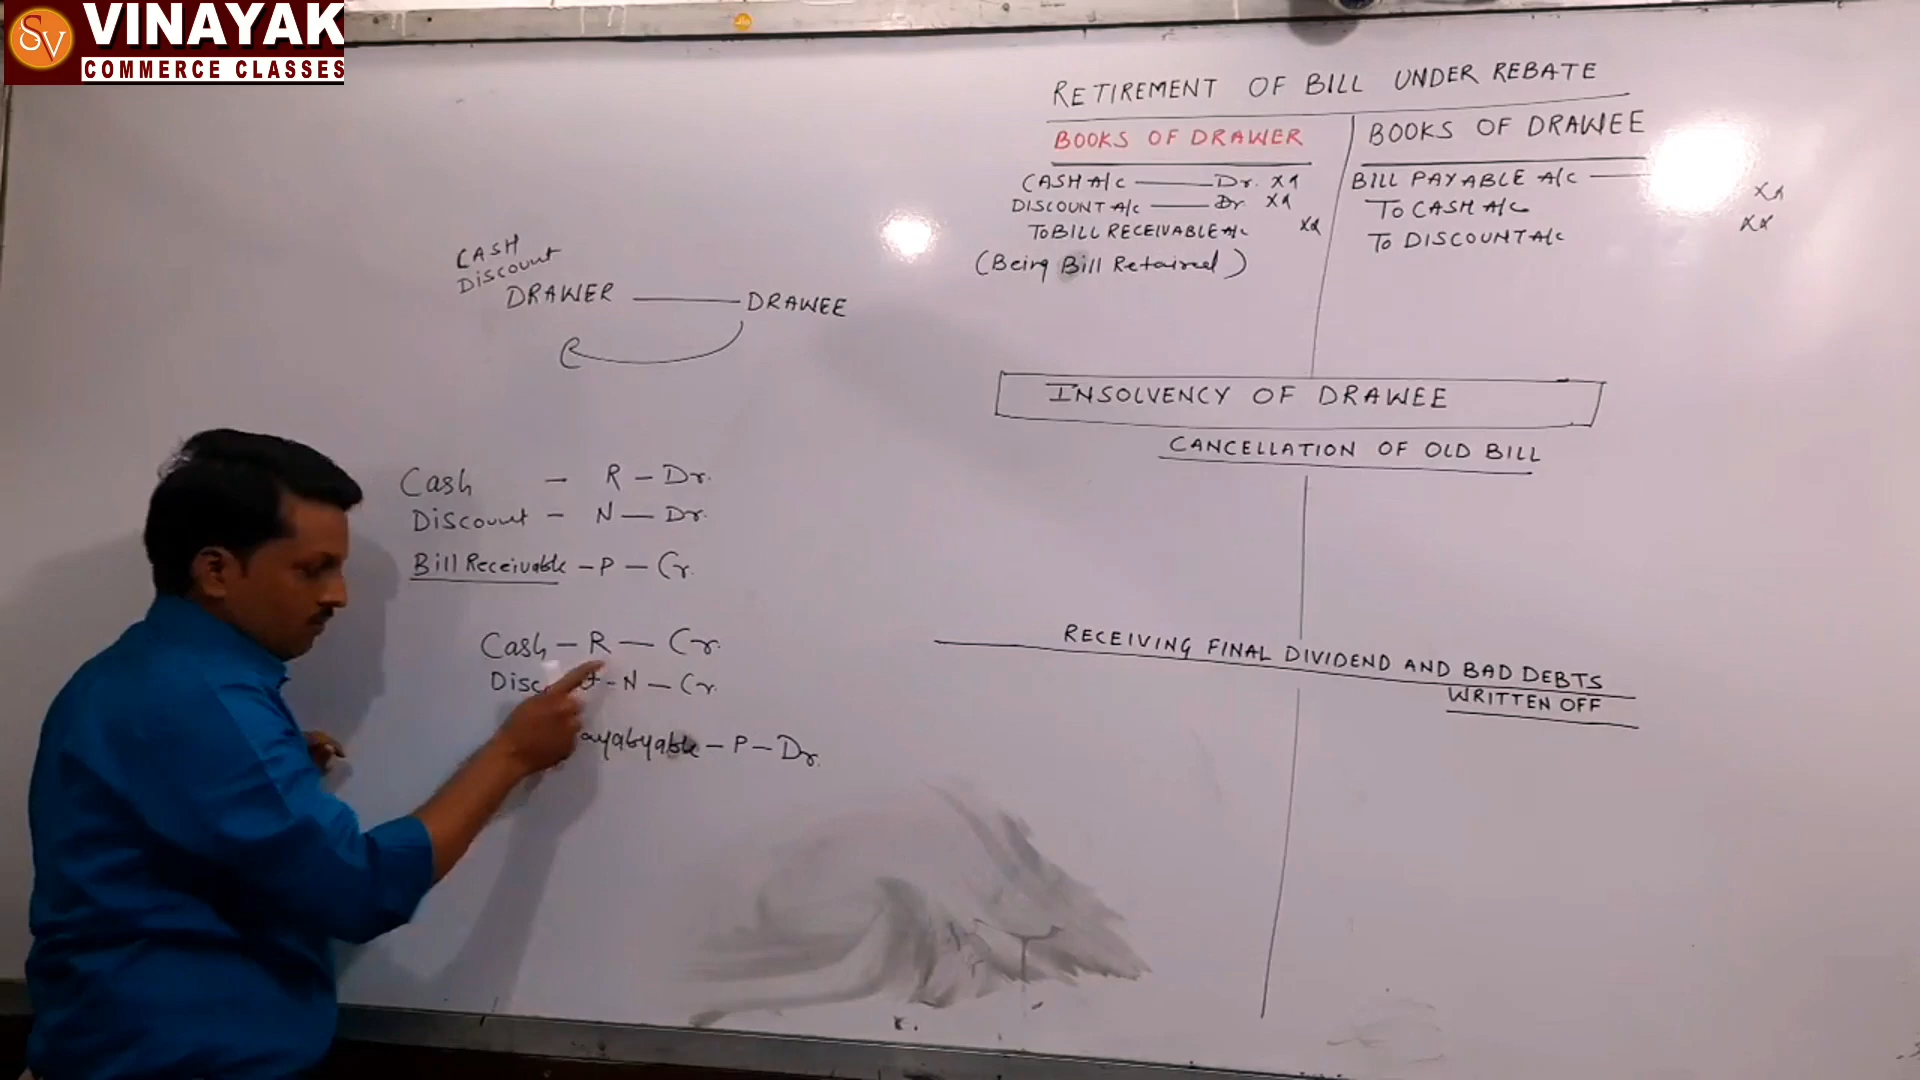 SV
VINAYAK
COMMERCE CLASSES
RETIREMENT OF BILL UNDER REBATE
BOOKS OF DRAWER
CASH A/c —— Dr. xx
DISCOUNT A/c —— Dr xx
TO BILL RECEIVABLE A/c xx
(Being Bill Retained)
BOOKS OF DRAWEE
BILL PAYABLE A/C ——
TO CASH A/C xx
TO DISCOUNT A/c xx
CASH
DISCOUNT
DRAWER —— DRAWEE
INSOLVENCY OF DRAWEE
CANCELLATION OF OLD BILL
Cash - R - Dr.
Discount - N - Dr.
Bill Receivable - P - Cr.
Cash - R - Cr.
Disc - N - Cr.
ayabyable - P - Dr.
RECEIVING FINAL DIVIDEND AND BAD DEBTS
WRITTEN OFF